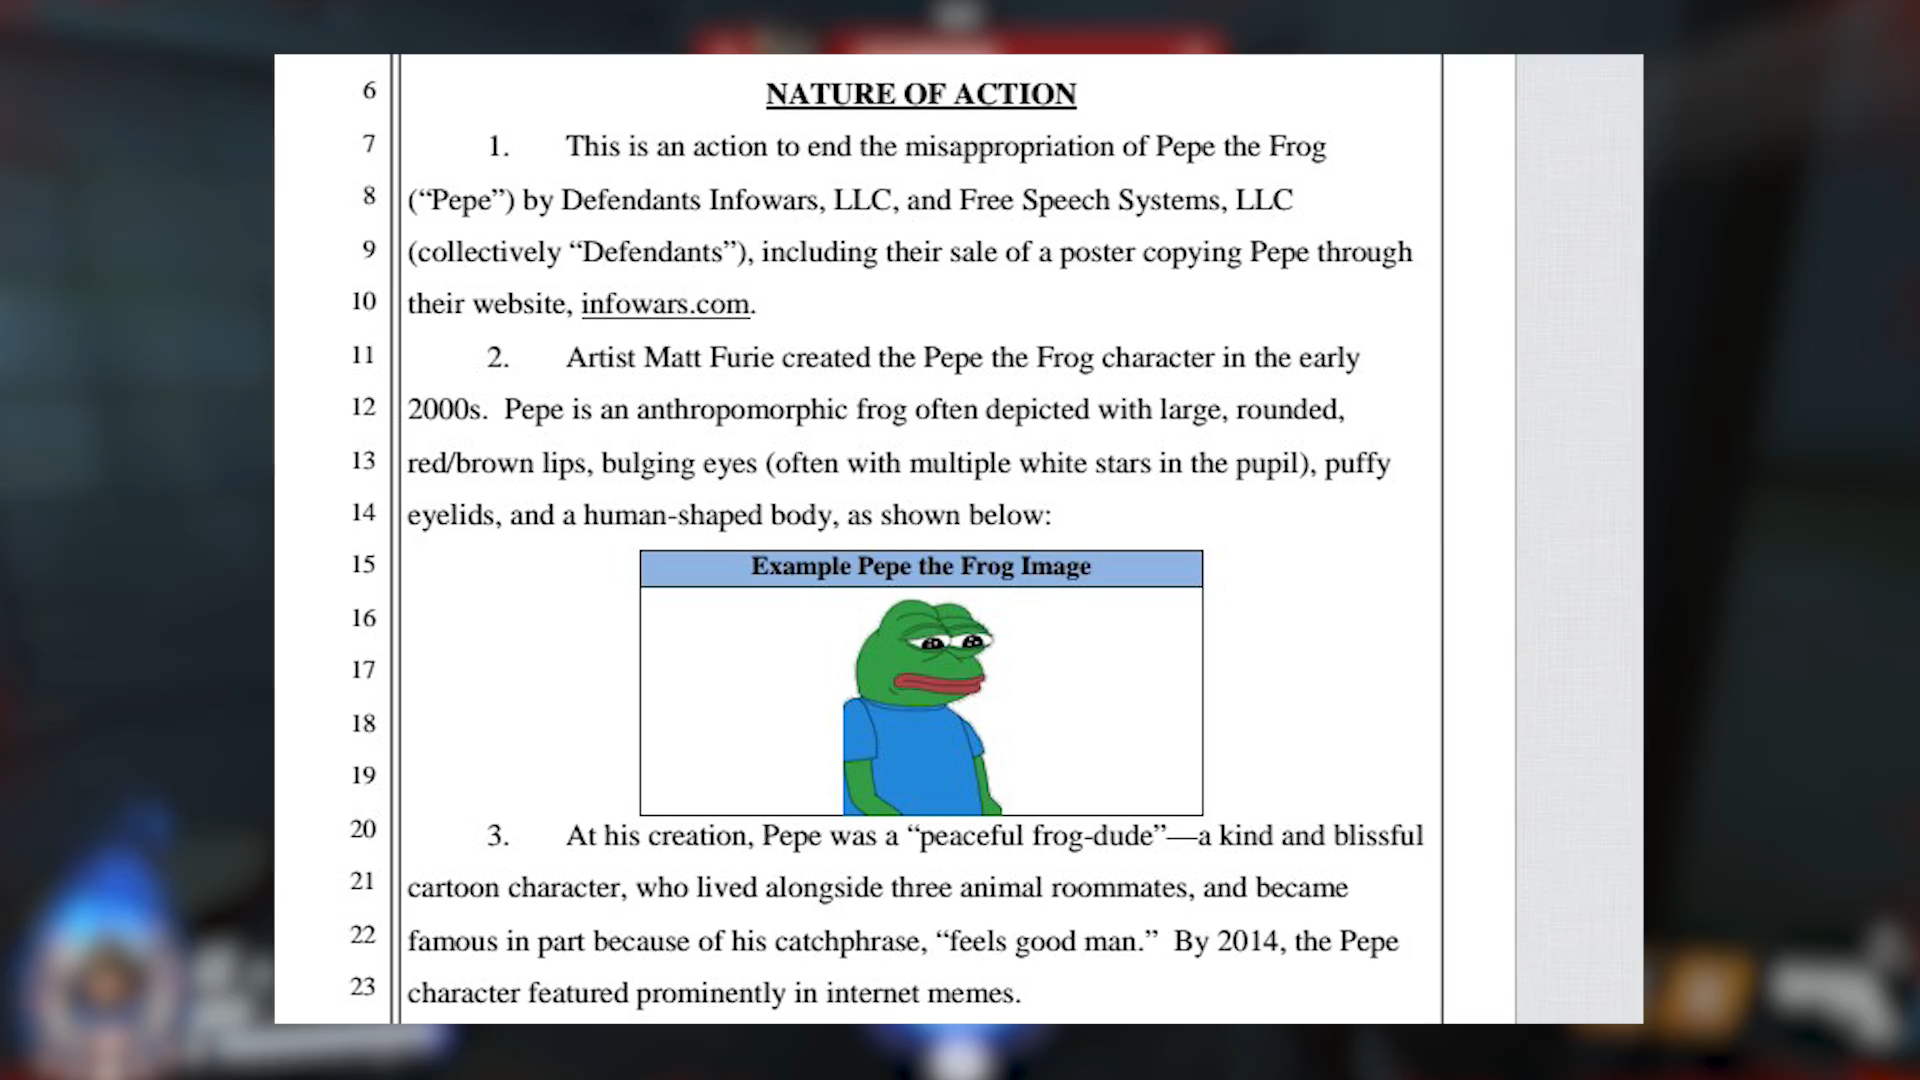 6 NATURE OF ACTION
7 1. This is an action to end the misappropriation of Pepe the Frog
8 (“Pepe”) by Defendants Infowars, LLC, and Free Speech Systems, LLC
9 (collectively “Defendants”), including their sale of a poster copying Pepe through
10 their website, infowars.com.
11 2. Artist Matt Furie created the Pepe the Frog character in the early
12 2000s. Pepe is an anthropomorphic frog often depicted with large, rounded,
13 red/brown lips, bulging eyes (often with multiple white stars in the pupil), puffy
14 eyelids, and a human-shaped body, as shown below:
15 Example Pepe the Frog Image
16
17
18
19
20 3. At his creation, Pepe was a “peaceful frog-dude”—a kind and blissful
21 cartoon character, who lived alongside three animal roommates, and became
22 famous in part because of his catchphrase, “feels good man.” By 2014, the Pepe
23 character featured prominently in internet memes.